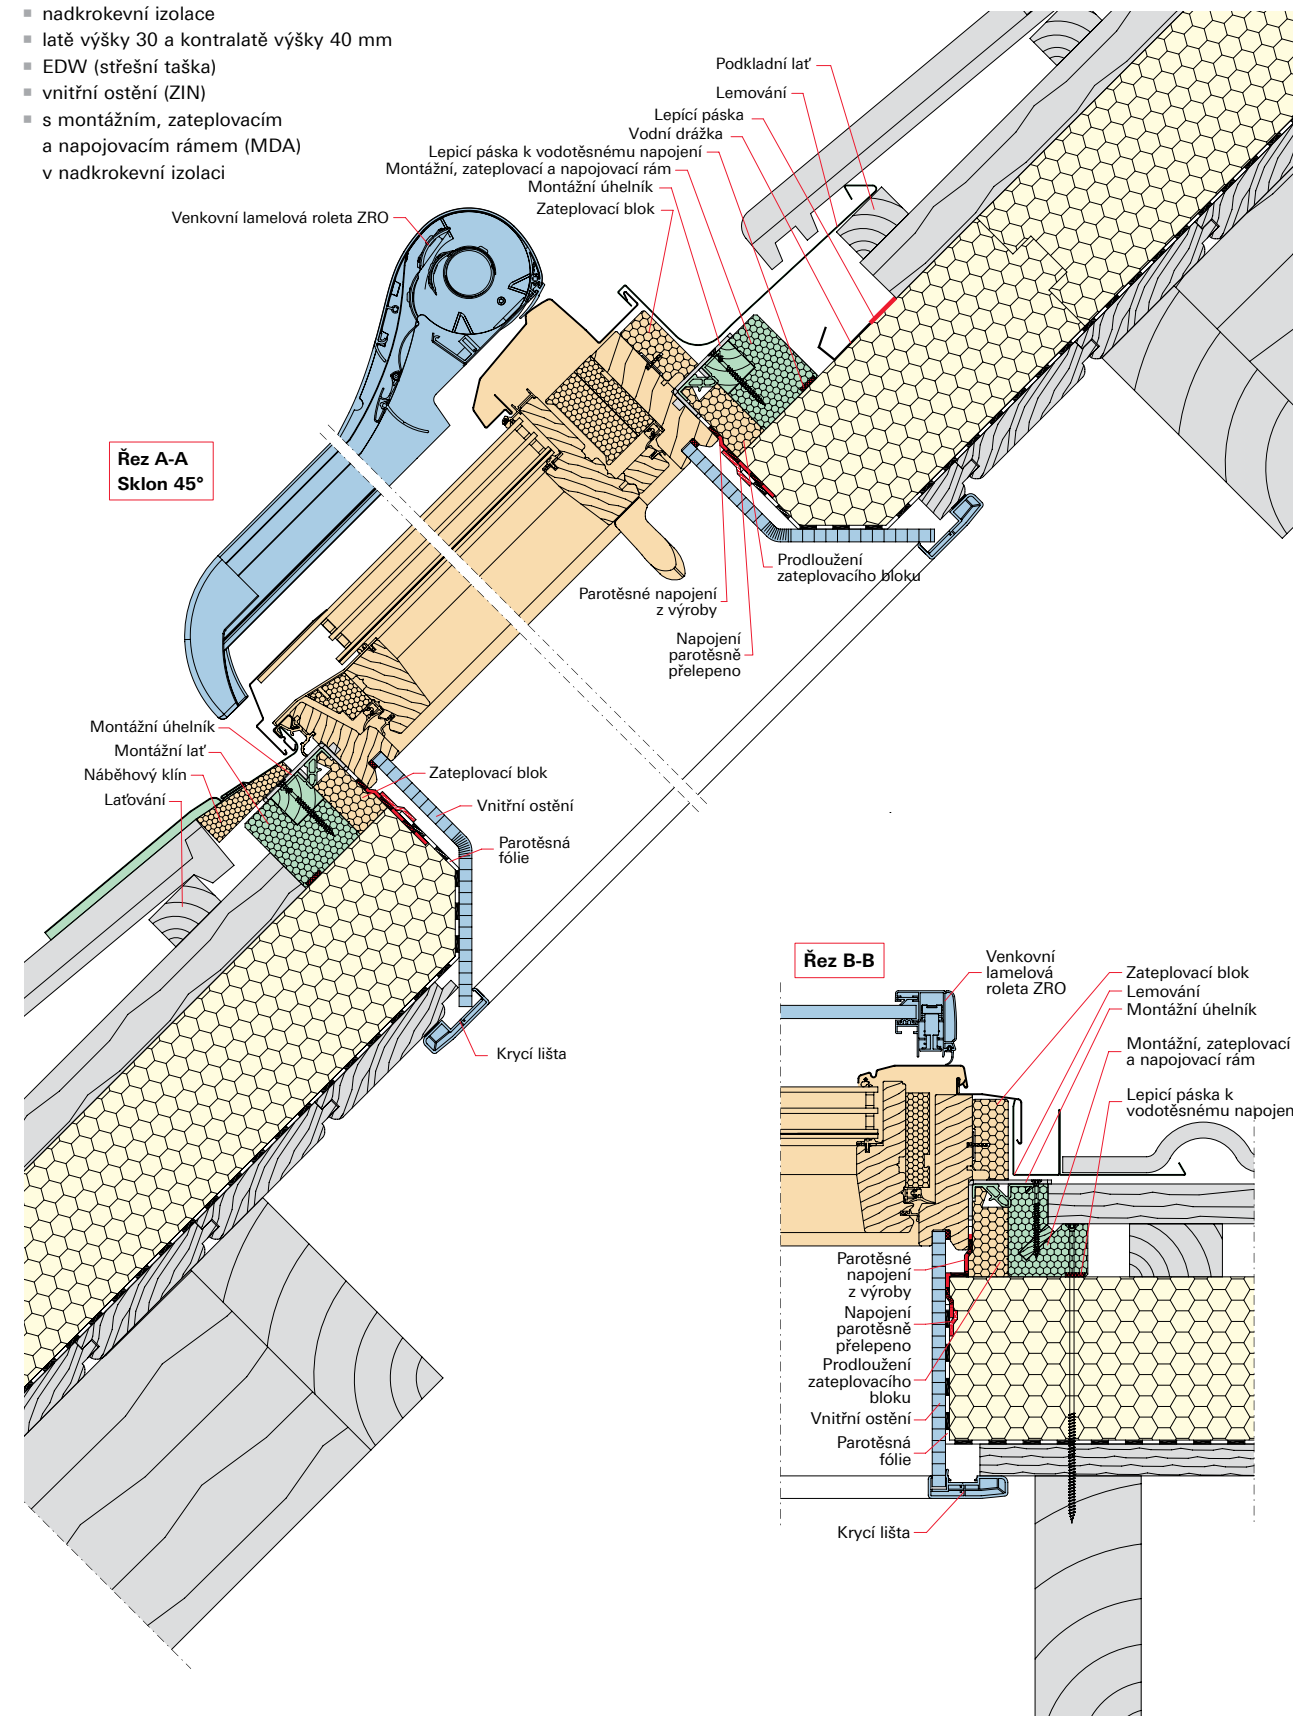 nadkrokevní izolace
latě výšky 30 a kontralatě výšky 40 mm
EDW (střešní taška)
vnitřní ostění (ZIN)
s montážním, zateplovacím
a napojovacím rámem (MDA)
v nadkrokevní izolaci
Podkladní lať
Lemování
Lepící páska
Vodní drážka
Lepicí páska k vodotěsnému napojení
Montážní, zateplovací a napojovací rám
Montážní úhelník
Zateplovací blok
Venkovní lamelová roleta ZRO
Řez A-A
Sklon 45°
Prodloužení
zateplovacího bloku
Parotěsné napojení
z výroby
Napojení
parotěsně
přelepeno
Montážní úhelník
Montážní lať
Náběhový klín
Laťování
Zateplovací blok
Vnitřní ostění
Parotěsná
fólie
Krycí lišta
Řez B-B
Venkovní
lamelová
roleta ZRO
Zateplovací blok
Lemování
Montážní úhelník
Montážní, zateplovací
a napojovací rám
Lepicí páska k
vodotěsnému napojen
Parotěsné
napojení
z výroby
Napojení
parotěsně
přelepeno
Prodloužení
zateplovacího
bloku
Vnitřní ostění
Parotěsná
fólie
Krycí lišta